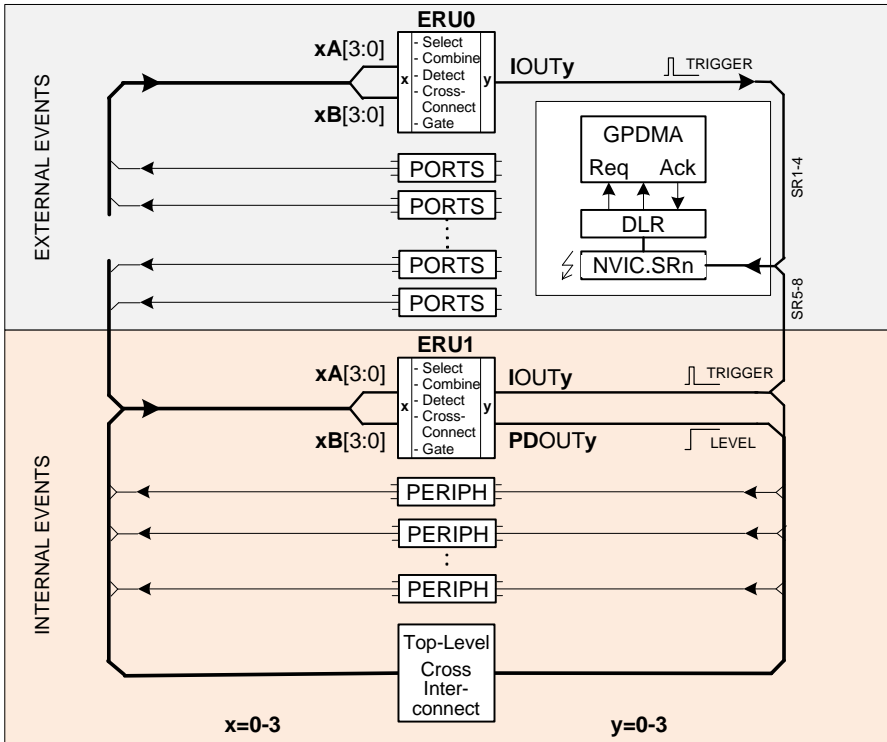 EXTERNAL EVENTS
ERU0
xA[3:0]
xB[3:0]
x
- Select
- Combine
- Detect
- Cross-
Connect
- Gate
y
IOUTy
TRIGGER
PORTS
PORTS
PORTS
PORTS
GPDMA
Req Ack
DLR
NVIC.SRn
SR1-4
SR5-8
INTERNAL EVENTS
ERU1
xA[3:0]
xB[3:0]
x
- Select
- Combine
- Detect
- Cross-
Connect
- Gate
y
IOUTy
TRIGGER
PDOUTy
LEVEL
PERIPH
PERIPH
PERIPH
Top-Level
Cross
Inter-
connect
x=0-3
y=0-3